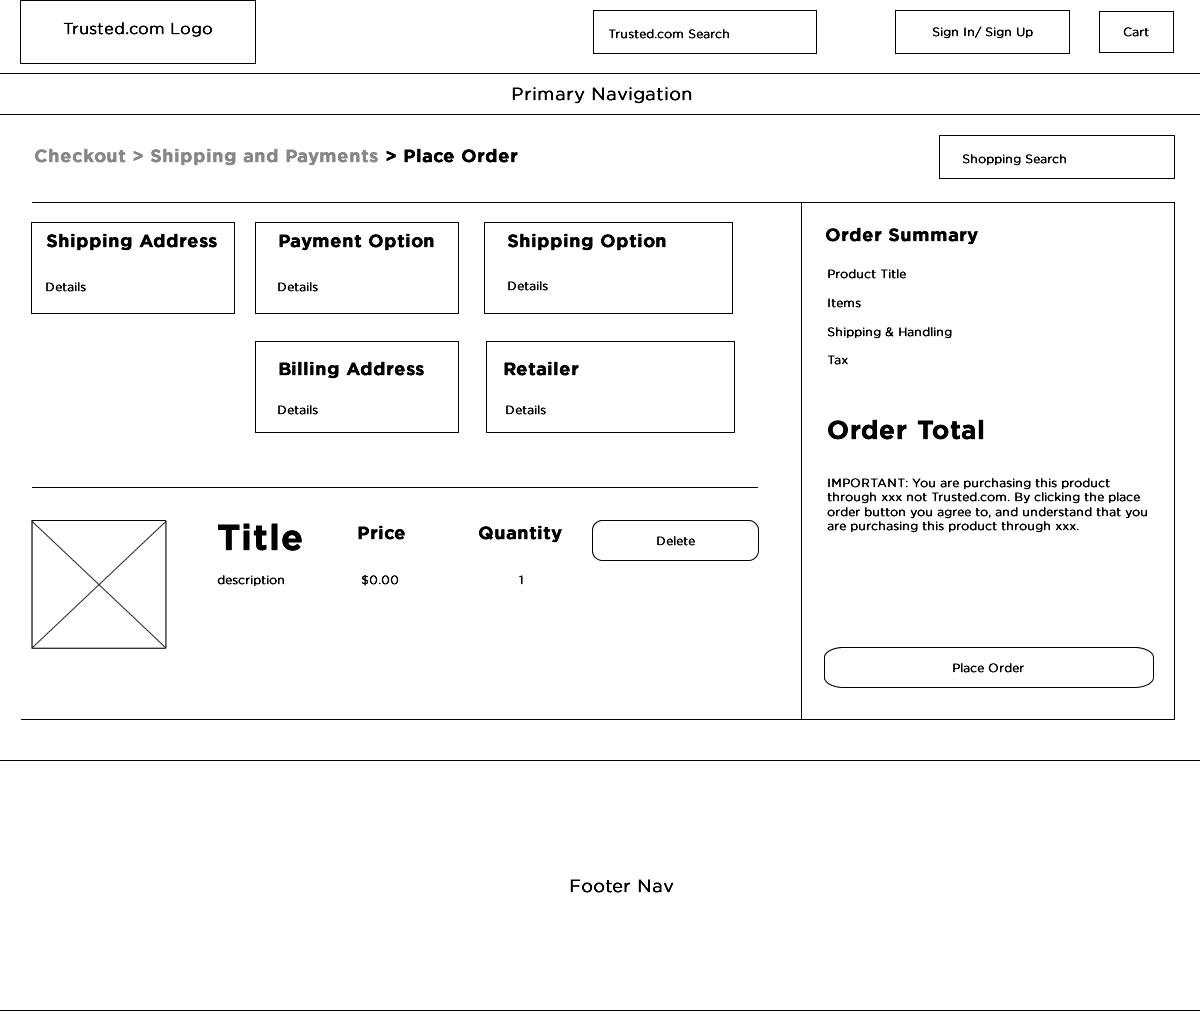 Trusted.com Logo
Trusted.com Search
Sign In/ Sign Up
Cart
Primary Navigation
Checkout > Shipping and Payments > Place Order
Shopping Search
Shipping Address
Details
Payment Option
Details
Shipping Option
Details
Billing Address
Details
Retailer
Details
Title
description
Price
$0.00
Quantity
1
Delete
Order Summary
Product Title
Items
Shipping & Handling
Tax
Order Total
IMPORTANT: You are purchasing this product
through xxx not Trusted.com. By clicking the place
order button you agree to, and understand that you
are purchasing this product through xxx.
Place Order
Footer Nav